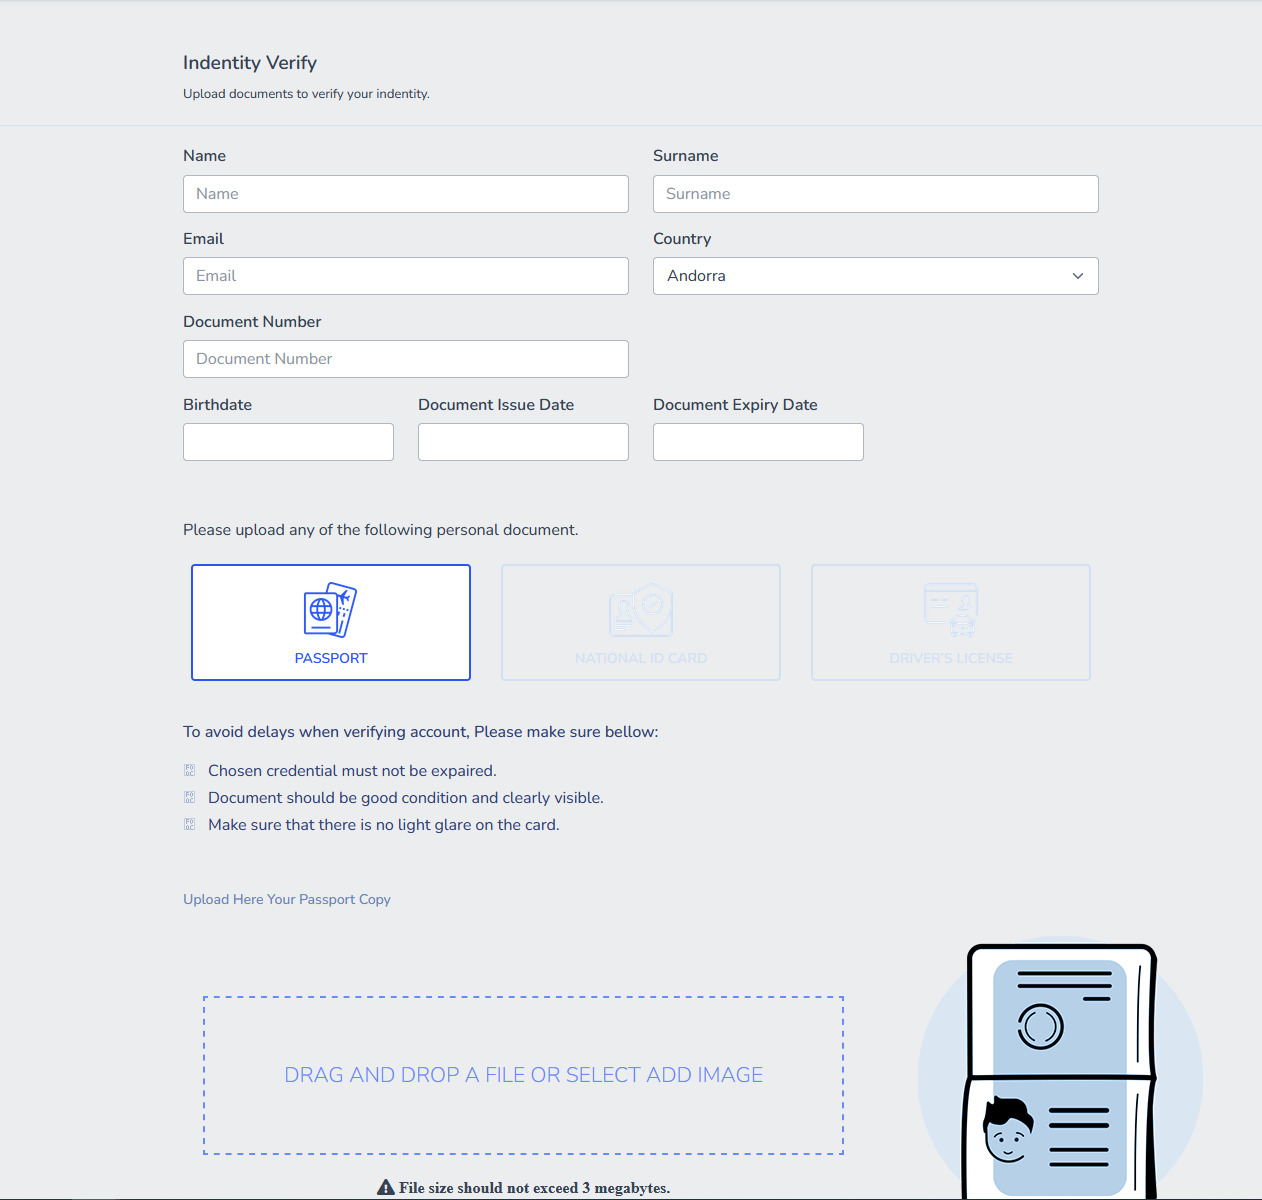 Indentity Verify
Upload documents to verify your indentity.
Name
Surname
Name
Surname
Email
Country
Email
Andorra
Document Number
Document Number
Birthdate
Document Issue Date
Document Expiry Date
Please upload any of the following personal document.
PASSPORT
NATIONAL ID CARD
DRIVER'S LICENSE
To avoid delays when verifying account, Please make sure bellow:
Chosen credential must not be expaired.
Document should be good condition and clearly visible.
Make sure that there is no light glare on the card.
Upload Here Your Passport Copy
DRAG AND DROP A FILE OR SELECT ADD IMAGE
File size should not exceed 3 megabytes.